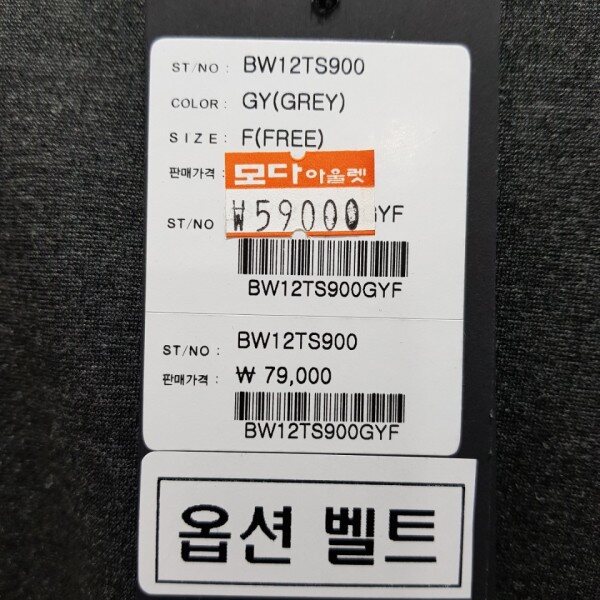 ST/NO : BW12TS900
COLOR : GY(GREY)
SIZE : F(FREE)
판매가격 : 모다아울렛
ST/NO ₩59000 GYF
BW12TS900GYF
ST/NO : BW12TS900
판매가격 : ₩ 79,000
BW12TS900GYF
옵션 벨트